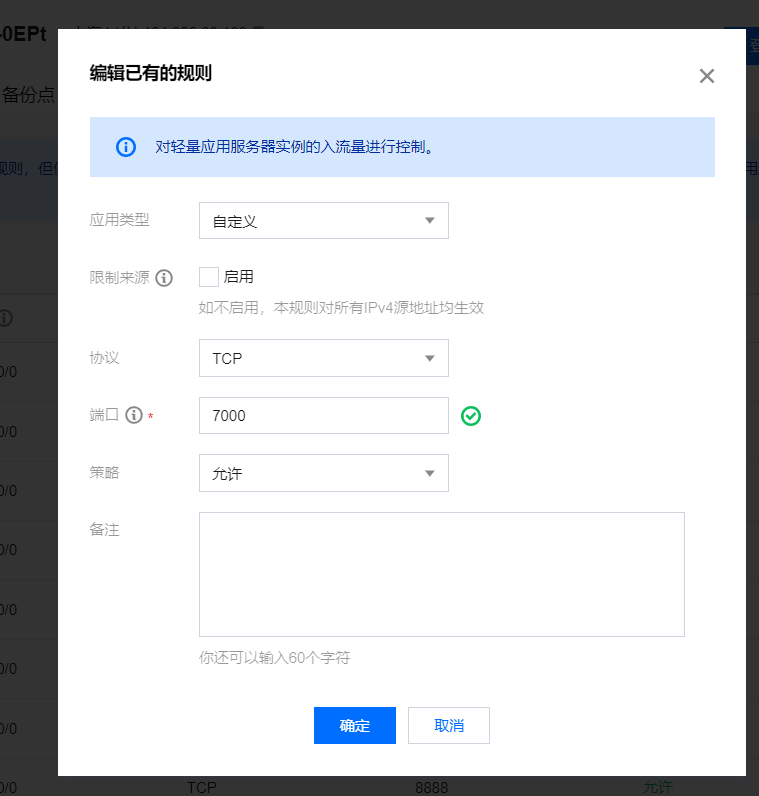 -0EPt
备份点
编辑已有的规则
对轻量应用服务器实例的入流量进行控制。
规则，但
应用类型
自定义
限制来源
启用
如不启用，本规则对所有IPv4源地址均生效
协议
TCP
端口 *
7000
策略
允许
备注
你还可以输入60个字符
确定
取消
0/0
0/0
0/0
0/0
0/0
0/0
0/0
0/0 TCP 8888 允许